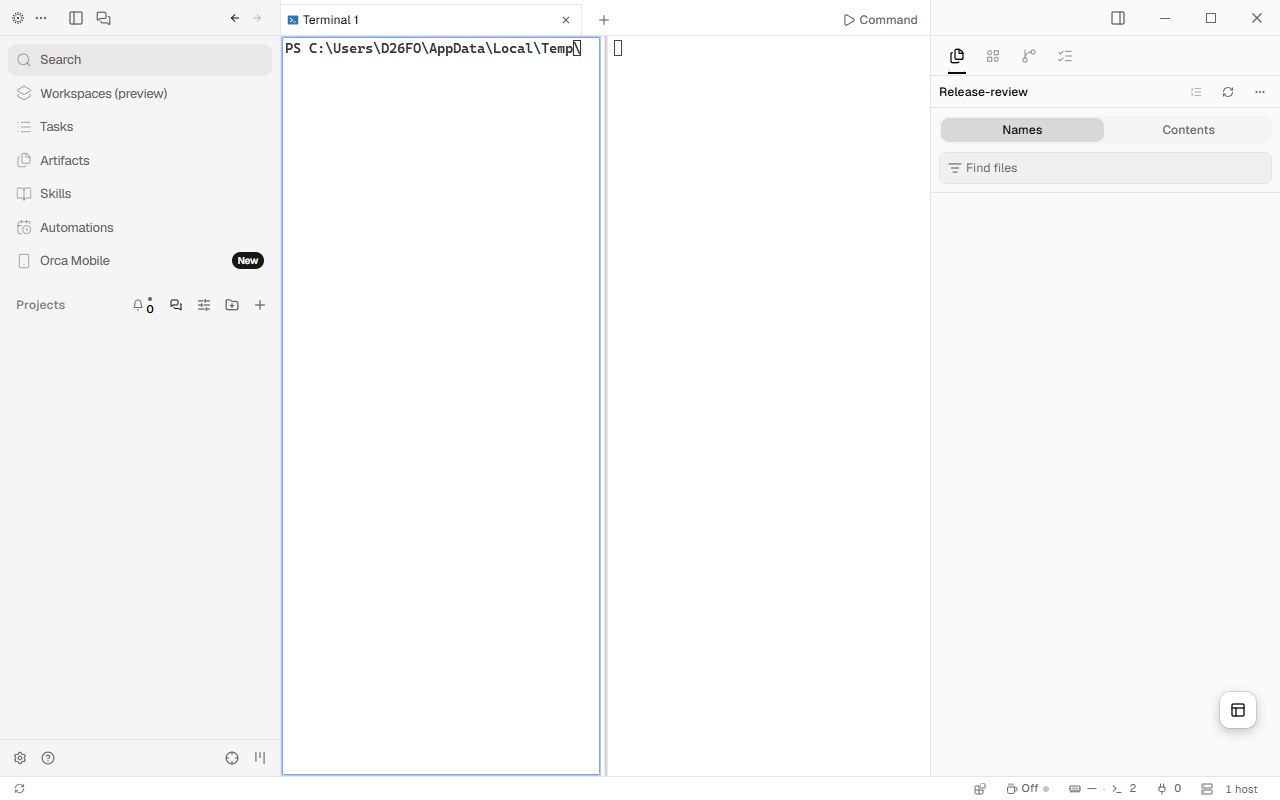 Terminal 1
Command
PS C:\Users\D26FO\AppData\Local\Temp\
Search
Workspaces (preview)
Tasks
Artifacts
Skills
Automations
Orca Mobile
New
Projects
0
Release-review
Names
Contents
Find files
Off
2
0
1 host